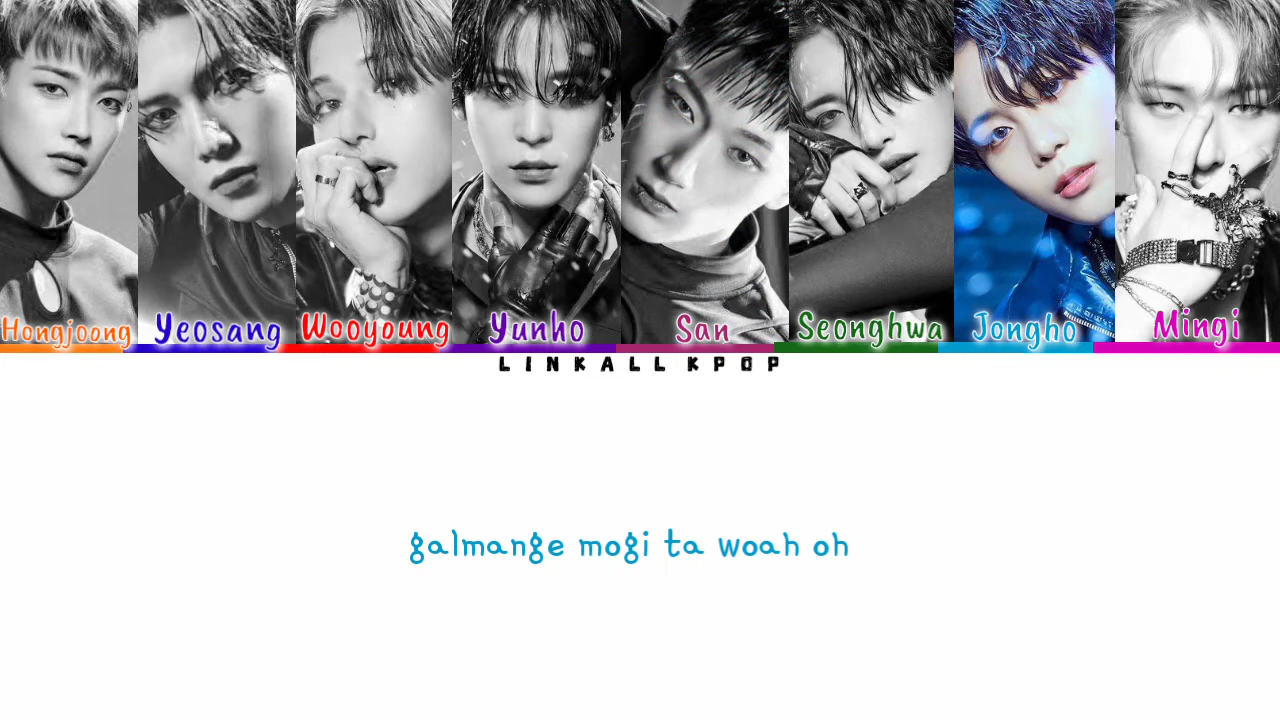 Hongjoong Yeosang Wooyoung Yunho San Seonghwa Jongho Mingi
LINKALL KPOP
galmange mogi ta woah oh